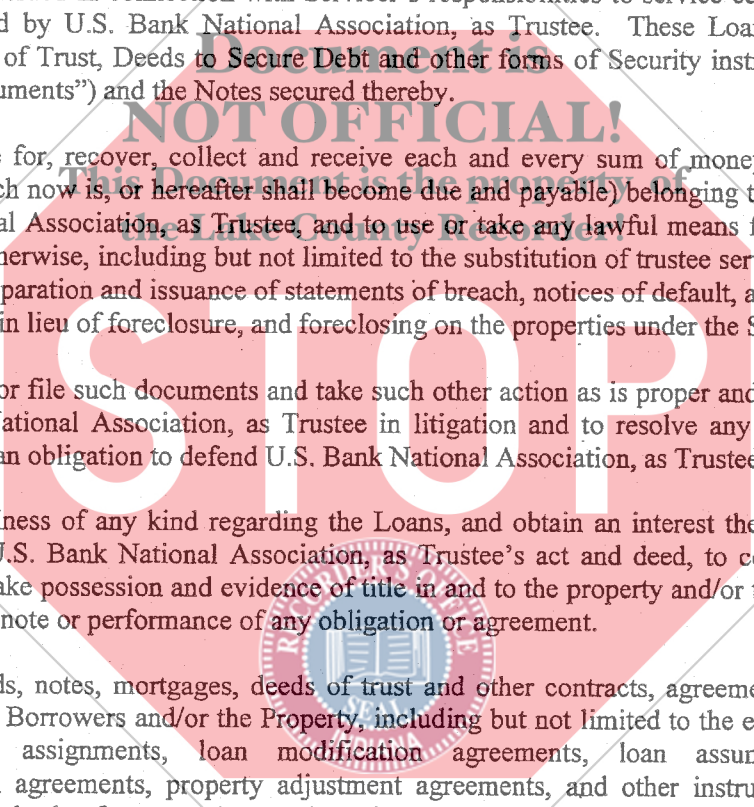 d by U.S. Bank National Association, as Trustee. These Loan
Document is
of Trust, Deeds to Secure Debt and other forms of Security insti
uments”) and the Notes secured thereby.
NOT OFFICIAL!
for, recover, collect and receive each and every sum of money
This Document is the property of
ch now is, or hereafter shall become due and payable) belonging t
al Association, as Trustee, and to use or take any lawful means f
the Lake County Recorder!
herwise, including but not limited to the substitution of trustee ser
paration and issuance of statements of breach, notices of default, a
in lieu of foreclosure, and foreclosing on the properties under the S
STOP
or file such documents and take such other action as is proper and
National Association, as Trustee in litigation and to resolve any
an obligation to defend U.S. Bank National Association, as Trustee
iness of any kind regarding the Loans, and obtain an interest the
U.S. Bank National Association, as Trustee’s act and deed, to c
ake possession and evidence of title in and to the property and/or
note or performance of any obligation or agreement.
RECORDER'S OFFICE
SEAL
INDIANA
ds, notes, mortgages, deeds of trust and other contracts, agreeme
Borrowers and/or the Property, including but not limited to the e
assignments, loan modification agreements, loan assum
agreements, property adjustment agreements, and other instru